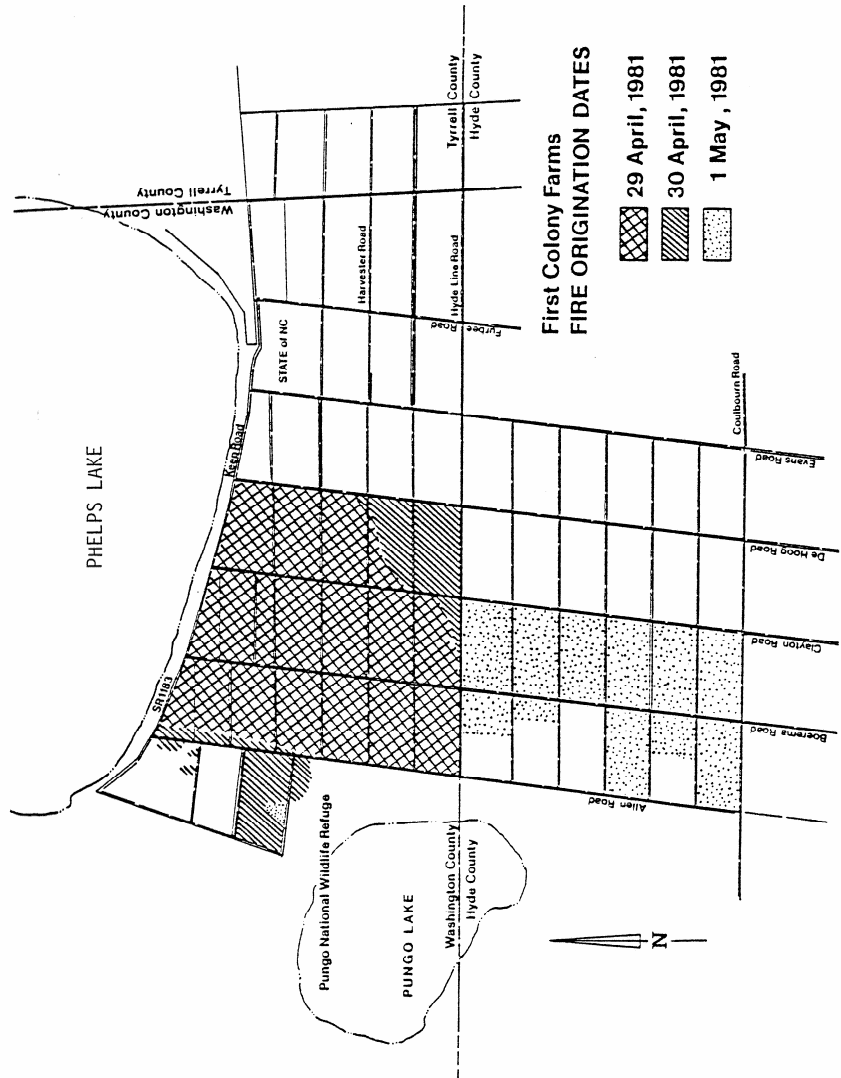 PHELPS LAKE
Washington County
Tyrrell County
SR 1183
Keep Road
STATE of NC
Harvester Road
Hyde Line Road
Furbee Road
Tyrrell County
Hyde County
Pungo National Wildlife Refuge
PUNGO LAKE
Washington County
Hyde County
Allen Road
Boerema Road
Clayton Road
De Hoog Road
Evans Road
Coulbourn Road
N
First Colony Farms
FIRE ORIGINATION DATES
29 April, 1981
30 April, 1981
1 May, 1981